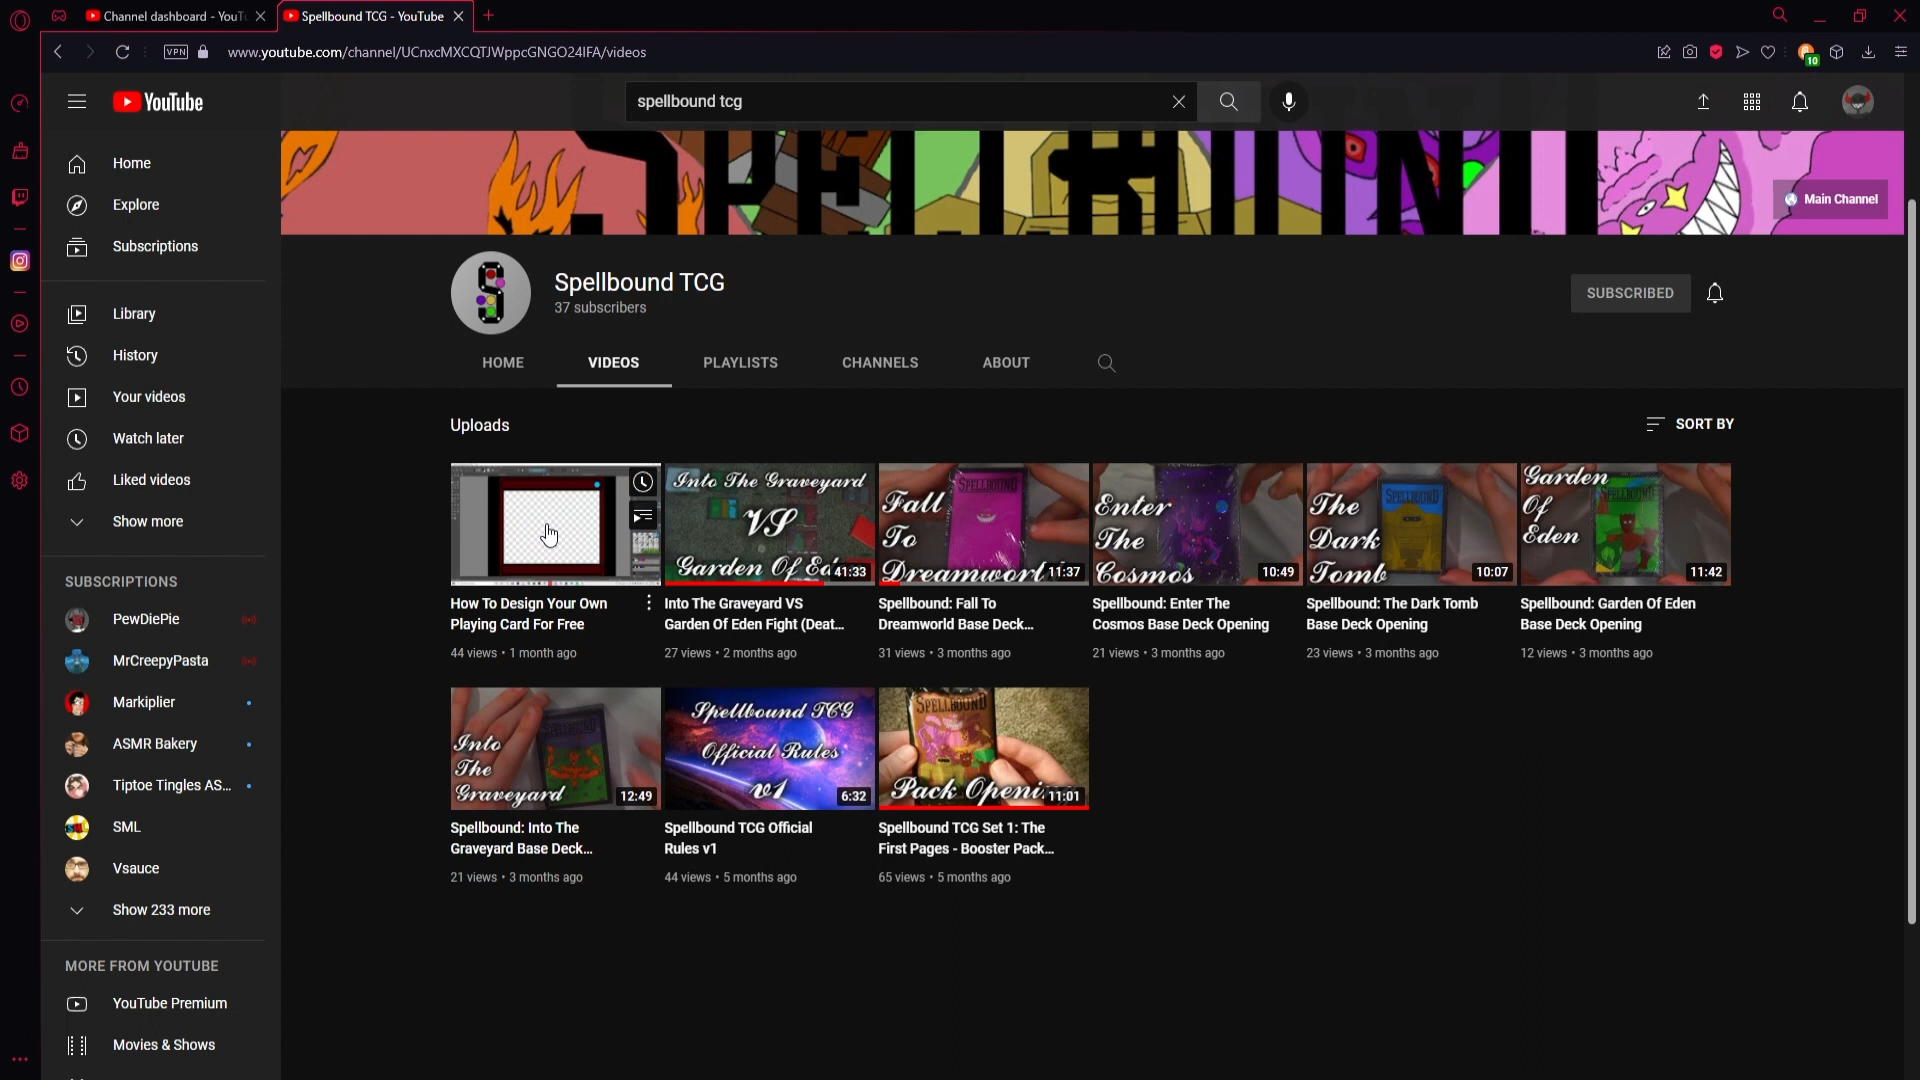 Channel dashboard - YouT
Spellbound TCG - YouTube
VPN
www.youtube.com/channel/UCnxcMXCQTJWppcGNGO24IFA/videos
10
YouTube
spellbound tcg
Home
Explore
Subscriptions
Library
History
Your videos
Watch later
Liked videos
Show more
SUBSCRIPTIONS
PewDiePie
MrCreepyPasta
Markiplier
ASMR Bakery
Tiptoe Tingles AS...
SML
Vsauce
Show 233 more
MORE FROM YOUTUBE
YouTube Premium
Movies & Shows
SPELLBOUND
Main Channel
Spellbound TCG
37 subscribers
SUBSCRIBED
HOME
VIDEOS
PLAYLISTS
CHANNELS
ABOUT
Uploads
SORT BY
How To Design Your Own
Playing Card For Free
44 views • 1 month ago
Into The Graveyard
VS
Garden Of Ed
41:33
Into The Graveyard VS
Garden Of Eden Fight (Deat...
27 views • 2 months ago
SPELLBOUND
Fall
To
Dreamworl
11:37
Spellbound: Fall To
Dreamworld Base Deck...
31 views • 3 months ago
Enter
The
Cosmos
10:49
Spellbound: Enter The
Cosmos Base Deck Opening
21 views • 3 months ago
SPELLBOUND
The
Dark
Tomb
10:07
Spellbound: The Dark Tomb
Base Deck Opening
23 views • 3 months ago
SPELLBOUND
Garden
Of
Eden
11:42
Spellbound: Garden Of Eden
Base Deck Opening
12 views • 3 months ago
Into
The
Graveyard
12:49
Spellbound: Into The
Graveyard Base Deck...
21 views • 3 months ago
Spellbound TCG
Official Rules
v1
6:32
Spellbound TCG Official
Rules v1
44 views • 5 months ago
SPELLBOUND
Pack Openi
11:01
Spellbound TCG Set 1: The
First Pages - Booster Pack...
65 views • 5 months ago